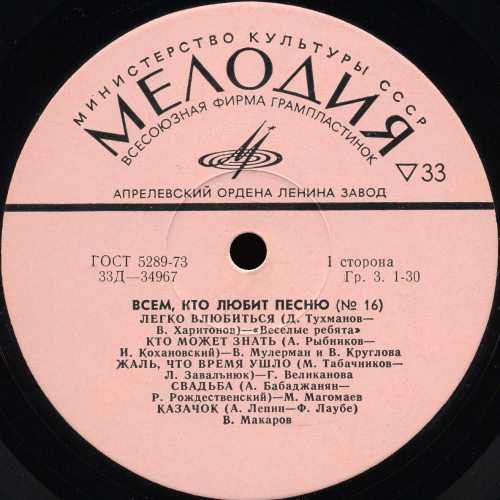 МИНИСТЕРСТВО КУЛЬТУРЫ СССР
МЕЛОДИЯ
ВСЕСОЮЗНАЯ ФИРМА ГРАМПЛАСТИНОК
▽33
АПРЕЛЕВСКИЙ ОРДЕНА ЛЕНИНА ЗАВОД
ГОСТ 5289-73
33Д—34967
1 сторона
Гр. 3. 1-30
ВСЕМ, КТО ЛЮБИТ ПЕСНЮ (№ 16)
ЛЕГКО ВЛЮБИТЬСЯ (Д. Тухманов—
В. Харитонов)—«Веселые ребята»
КТО МОЖЕТ ЗНАТЬ (А. Рыбников—
И. Кохановский)—В. Мулерман и В. Круглова
ЖАЛЬ, ЧТО ВРЕМЯ УШЛО (М. Табачников—
Л. Завальнюк)—Г. Великанова
СВАДЬБА (А. Бабаджанян—
Р. Рождественский)—М. Магомаев
КАЗАЧОК (А. Лепин—Ф. Лаубе)
В. Макаров